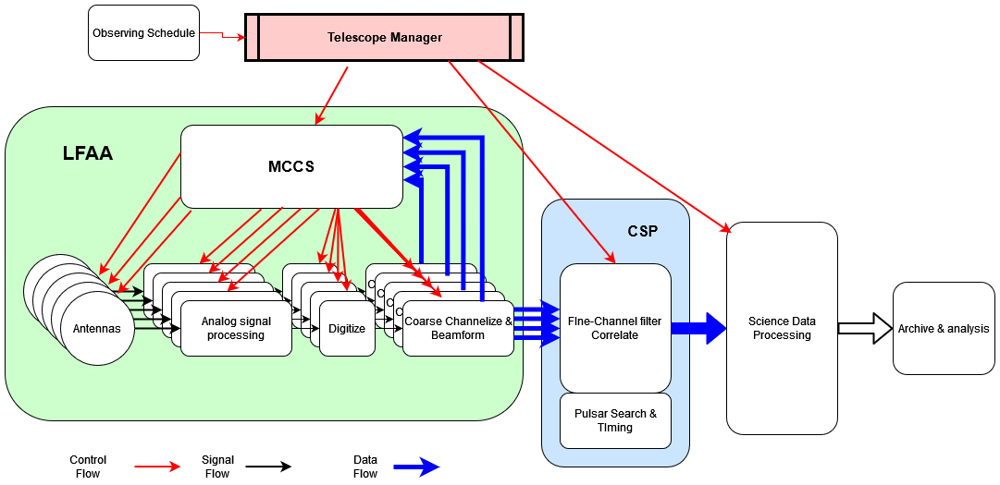 Observing Schedule
Telescope Manager
LFAA
MCCS
CSP
Antennas
Analog signal
processing
Digitize
C
C
C
C
Coarse Channelize &
Beamform
FIne-Channel filter
Correlate
Pulsar Search &
TIming
Science Data
Processing
Archive & analysis
Control
Flow
Signal
Flow
Data
Flow